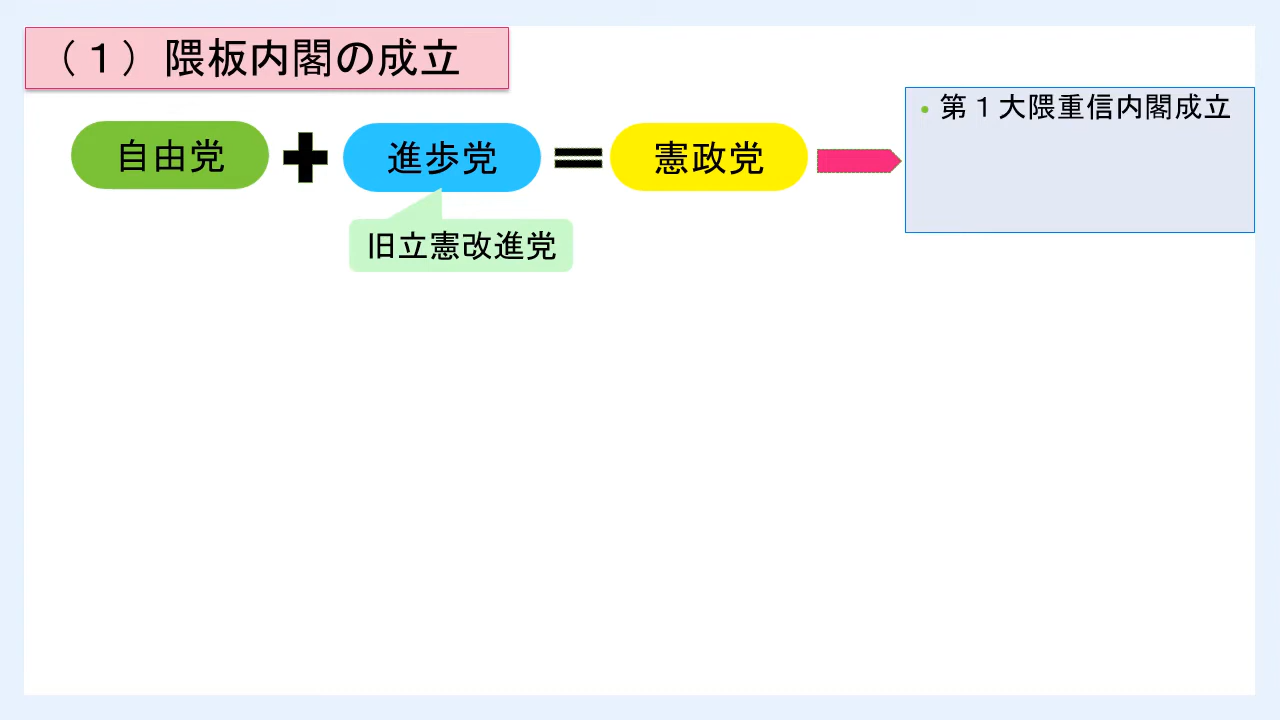 （１）隈板内閣の成立
自由党
進歩党
憲政党
• 第１大隈重信内閣成立
旧立憲改進党